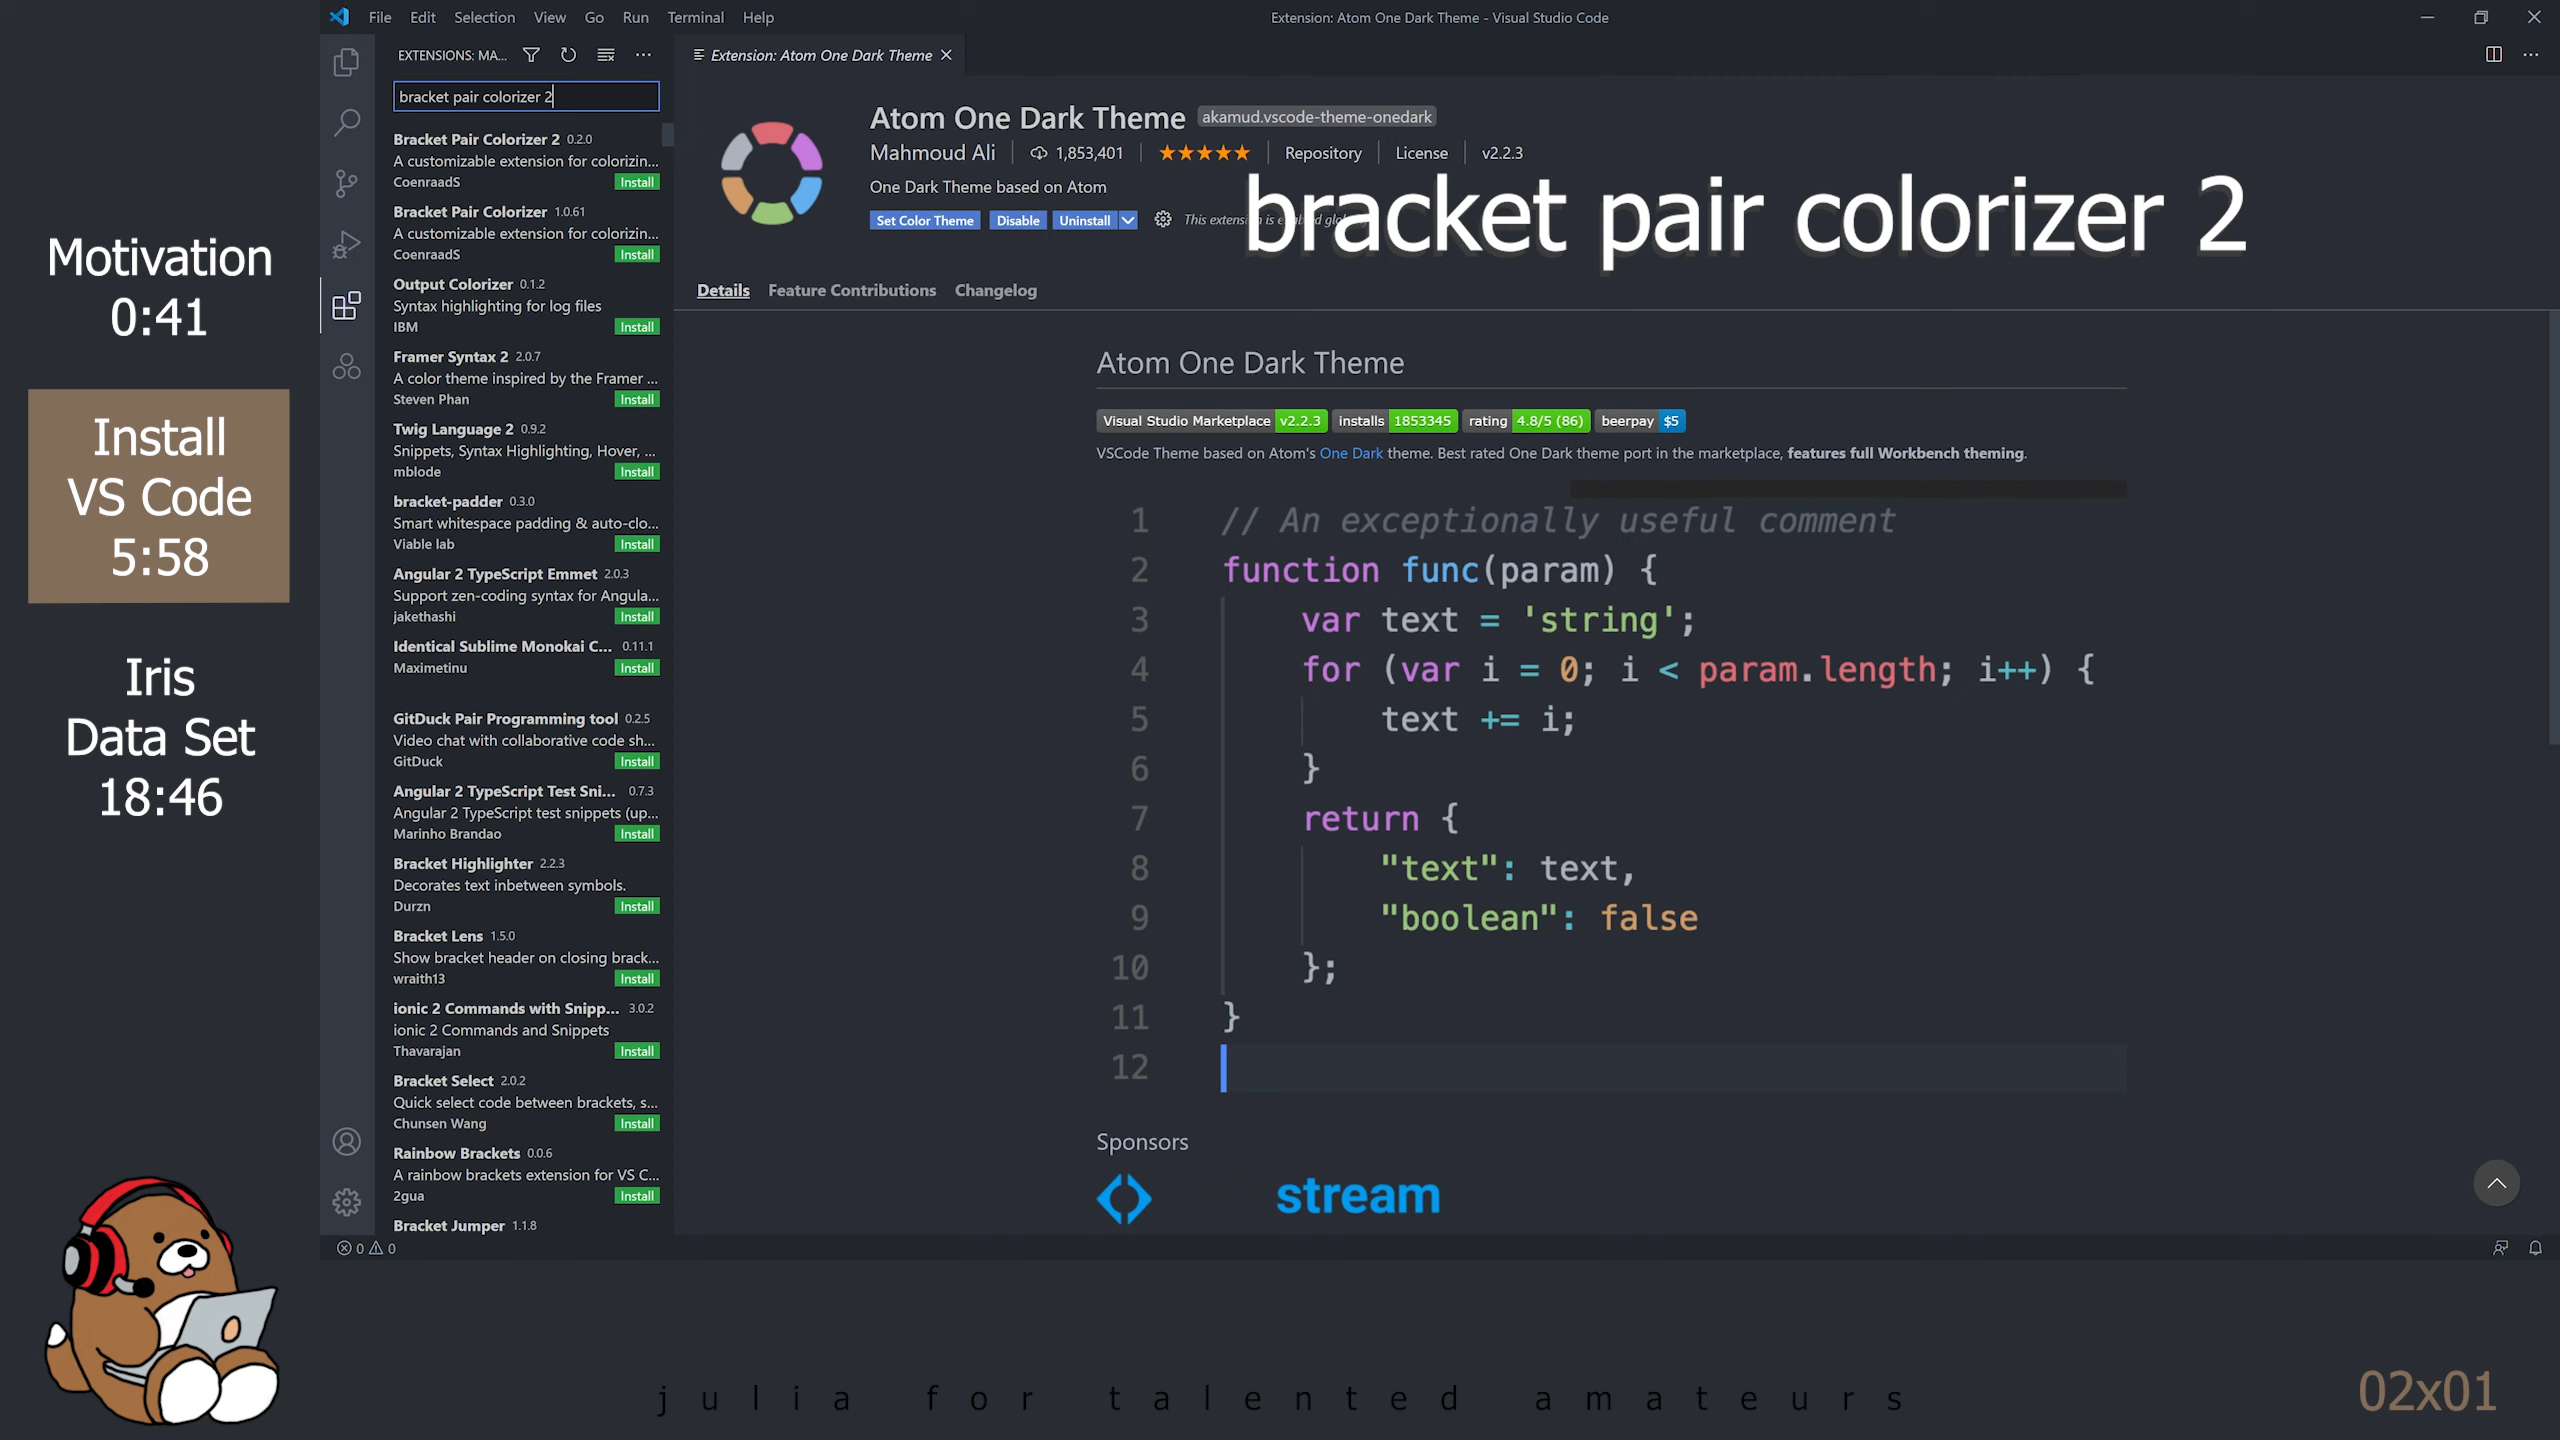 File Edit Selection View Go Run Terminal Help
Extension: Atom One Dark Theme - Visual Studio Code
EXTENSIONS: MA...
Extension: Atom One Dark Theme
bracket pair colorizer 2
Bracket Pair Colorizer 2 0.2.0
A customizable extension for colorizin...
CoenraadS Install
Bracket Pair Colorizer 1.0.61
A customizable extension for colorizin...
CoenraadS Install
Output Colorizer 0.1.2
Syntax highlighting for log files
IBM Install
Framer Syntax 2 2.0.7
A color theme inspired by the Framer ...
Steven Phan Install
Twig Language 2 0.9.2
Snippets, Syntax Highlighting, Hover, ...
mblode Install
bracket-padder 0.3.0
Smart whitespace padding & auto-clo...
Viable lab Install
Angular 2 TypeScript Emmet 2.0.3
Support zen-coding syntax for Angula...
jakethashi Install
Identical Sublime Monokai C... 0.11.1
Maximetinu Install
GitDuck Pair Programming tool 0.2.5
Video chat with collaborative code sh...
GitDuck Install
Angular 2 TypeScript Test Sni... 0.7.3
Angular 2 TypeScript test snippets (up...
Marinho Brandao Install
Bracket Highlighter 2.2.3
Decorates text inbetween symbols.
Durzn Install
Bracket Lens 1.5.0
Show bracket header on closing brack...
wraith13 Install
ionic 2 Commands with Snipp... 3.0.2
ionic 2 Commands and Snippets
Thavarajan Install
Bracket Select 2.0.2
Quick select code between brackets, s...
Chunsen Wang Install
Rainbow Brackets 0.0.6
A rainbow brackets extension for VS C...
2gua Install
Bracket Jumper 1.1.8
Atom One Dark Theme akamud.vscode-theme-onedark
Mahmoud Ali 1,853,401 ★★★★★ Repository License v2.2.3
One Dark Theme based on Atom
Set Color Theme Disable Uninstall This extension is enabled
bracket pair colorizer 2
Details Feature Contributions Changelog
Atom One Dark Theme
Visual Studio Marketplace v2.2.3 installs 1853345 rating 4.8/5 (86) beerpay $5
VSCode Theme based on Atom's One Dark theme. Best rated One Dark theme port in the marketplace, features full Workbench theming.
1 // An exceptionally useful comment
2 function func(param) {
3 var text = 'string';
4 for (var i = 0; i < param.length; i++) {
5 text += i;
6 }
7 return {
8 "text": text,
9 "boolean": false
10 };
11 }
12
Sponsors
stream
0 0
Motivation
0:41
Install
VS Code
5:58
Iris
Data Set
18:46
julia for talented amateurs
02x01